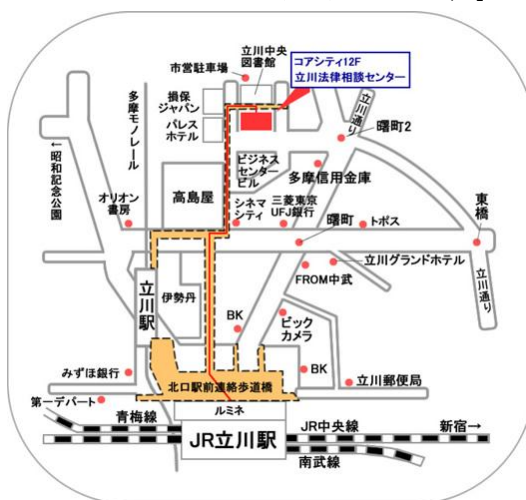 コアシティ12F
立川法律相談センター
立川中央
図書館
市営駐車場
損保
ジャパン
パレス
ホテル
多摩モノレール
←昭和記念公園
立川通り
曙町2
ビジネス
センター
ビル
多摩信用金庫
高島屋
オリオン
書房
シネマ
シティ
三菱東京
UFJ銀行
曙町
トポス
東橋
立川グランドホテル
FROM中武
立川通り
立川駅
伊勢丹
BK
ビック
カメラ
みずほ銀行
北口駅前連絡歩道橋
BK
立川郵便局
第一デパート
ルミネ
青梅線
JR立川駅
JR中央線
新宿→
南武線